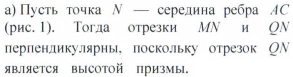 а) Пусть точка N — середина ребра AC
(рис. 1). Тогда отрезки MN и QN
перпендикулярны, поскольку отрезок QN
является высотой призмы.